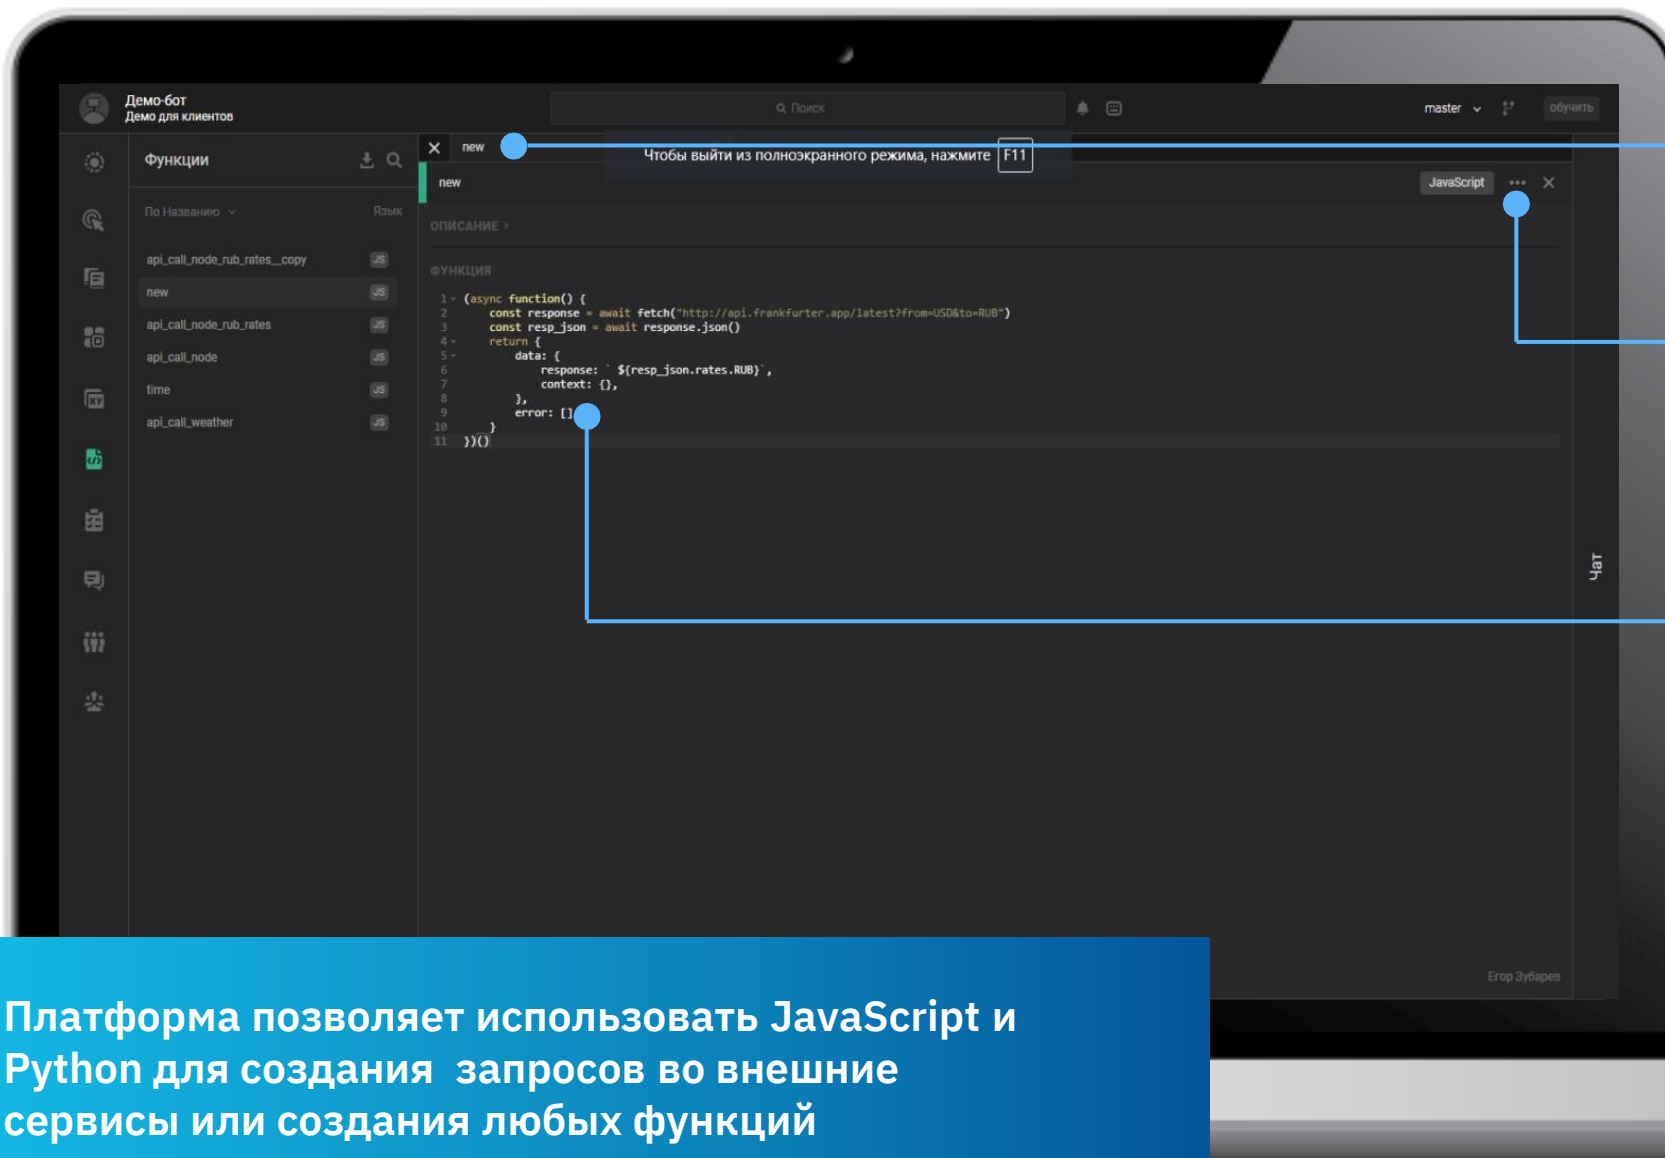 Демо-бот
Демо для клиентов
Поиск
master
обучить
Функции
new
Чтобы выйти из полноэкранного режима, нажмите F11
new
JavaScript
По Названию
Язык
ОПИСАНИЕ >
api_call_node_rub_rates__copy JS
new JS
api_call_node_rub_rates JS
api_call_node JS
time JS
api_call_weather JS
ФУНКЦИЯ
1 (async function() {
2 const response = await fetch("http://api.frankfurter.app/latest?from=USD&to=RUB")
3 const resp_json = await response.json()
4 return {
5 data: {
6 response: ` ${resp_json.rates.RUB}`,
7 context: {},
8 },
9 error: []
10 }
11 })()
Чат
Егор Зубарев
Платформа позволяет использовать JavaScript и
Python для создания запросов во внешние
сервисы или создания любых функций